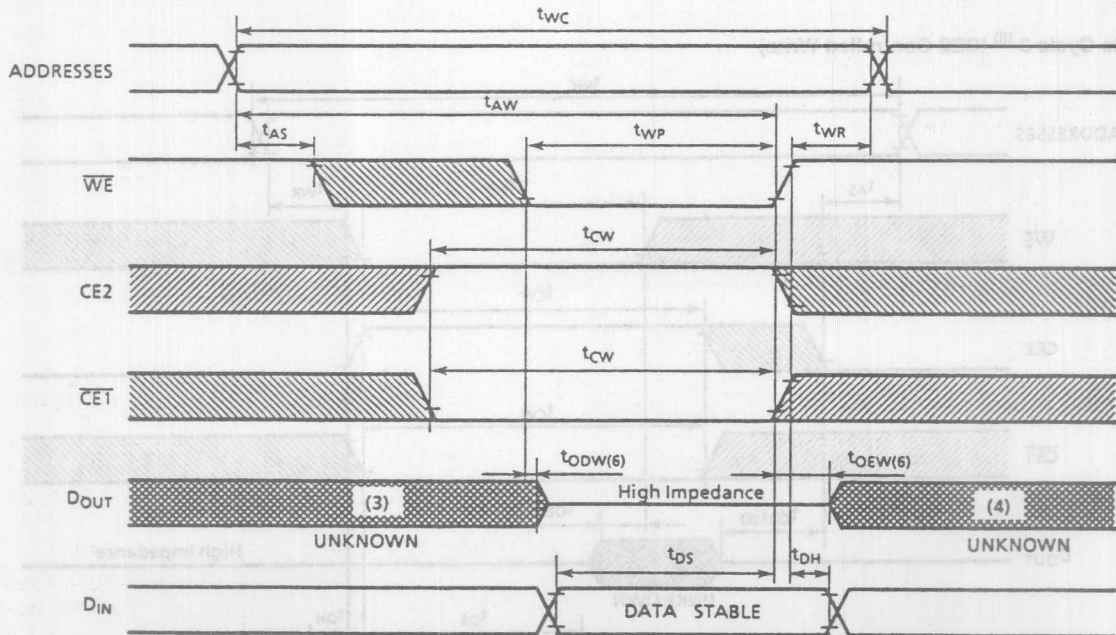 tWC
ADDRESSES
tAW
tAS
tWP
tWR
WE
tCW
CE2
tCW
CE1
tODW(6)
tOEW(6)
DOUT
(3)
High Impedance
(4)
UNKNOWN
UNKNOWN
tDS
tDH
DIN
DATA STABLE